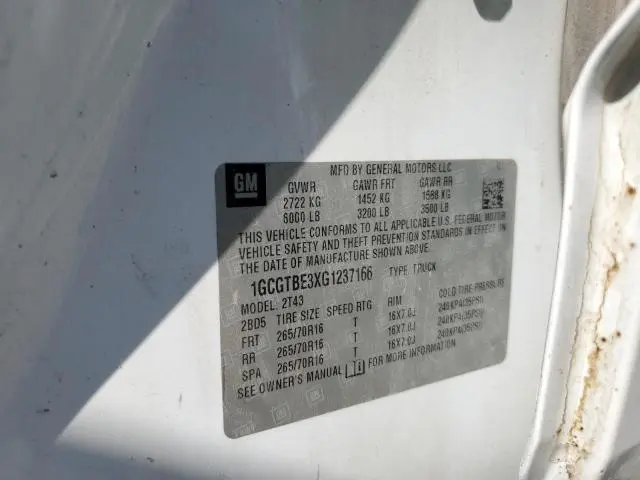 GM
MFD BY GENERAL MOTORS LLC
GVWR GAWR FRT GAWR RR
2722 KG 1452 KG 1588 KG
6000 LB 3200 LB 3500 LB
THIS VEHICLE CONFORMS TO ALL APPLICABLE U.S. FEDERAL MOTOR
VEHICLE SAFETY AND THEFT PREVENTION STANDARDS IN EFFECT ON
THE DATE OF MANUFACTURE SHOWN ABOVE.
1GCGTBE3XG1237166 TYPE: TRUCK
MODEL: 2T43
2BD5 TIRE SIZE SPEED RTG RIM COLD TIRE PRESSURE
FRT 265/70R16 T 16X7.0J 240KPA(35PSI)
RR 265/70R16 T 16X7.0J 240KPA(35PSI)
SPA 265/70R16 T 16X7.0J 240KPA(35PSI)
SEE OWNER'S MANUAL FOR MORE INFORMATION